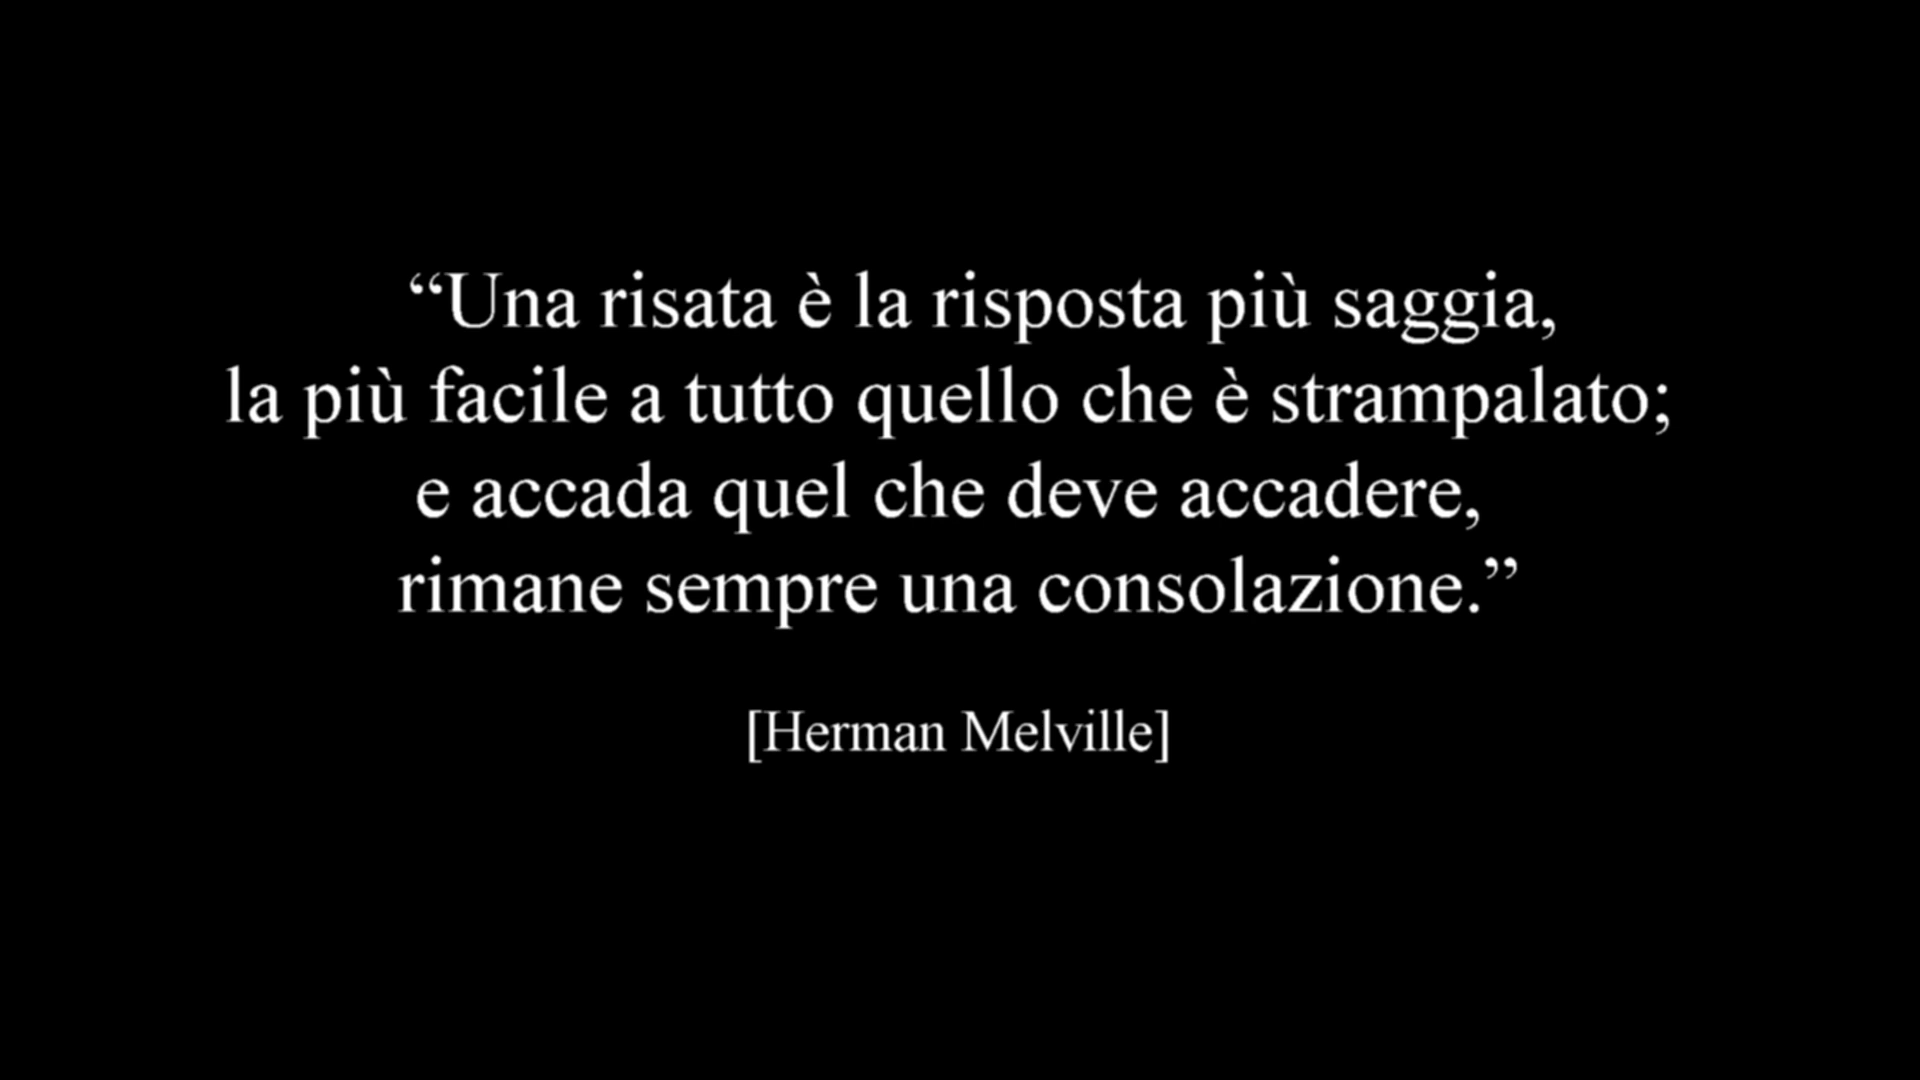 “Una risata è la risposta più saggia,
la più facile a tutto quello che è strampalato;
e accada quel che deve accadere,
rimane sempre una consolazione.”
[Herman Melville]